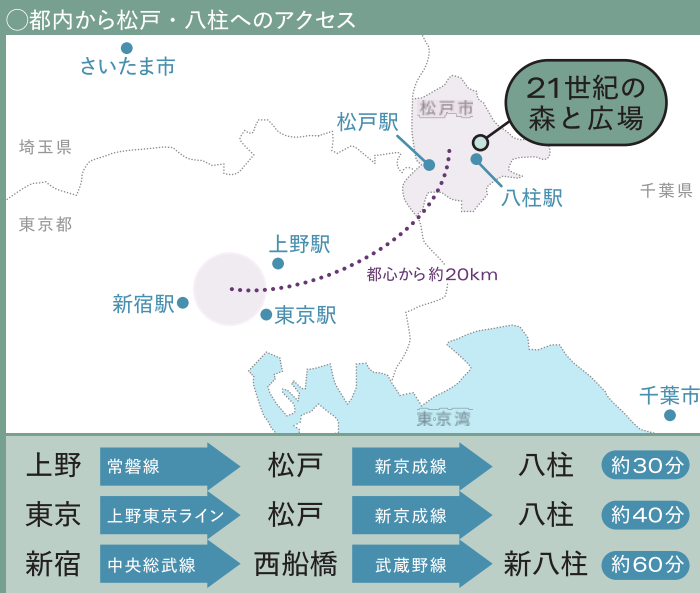 ○都内から松戸・八柱へのアクセス
さいたま市
21世紀の
森と広場
松戸市
松戸駅
埼玉県
八柱駅
千葉県
東京都
上野駅
都心から約20km
新宿駅
東京駅
千葉市
東京湾
上野 常磐線 松戸 新京成線 八柱 約30分
東京 上野東京ライン 松戸 新京成線 八柱 約40分
新宿 中央総武線 西船橋 武蔵野線 新八柱 約60分